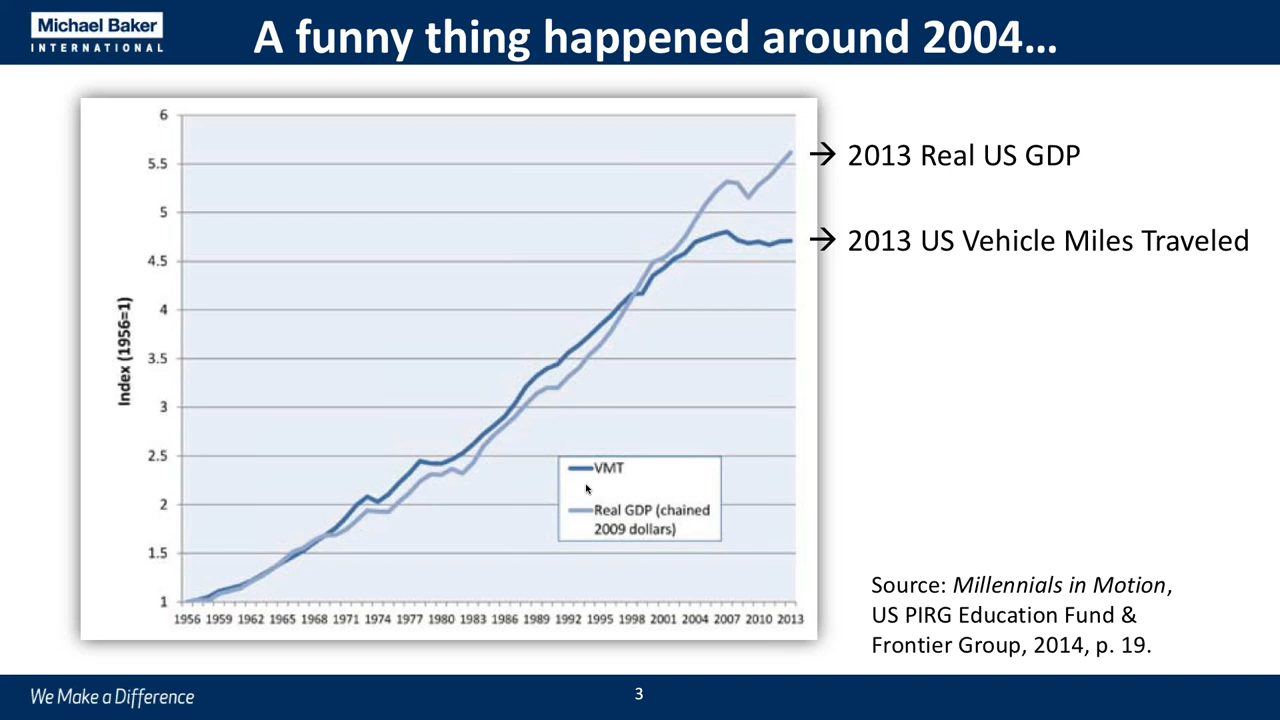 Michael Baker
INTERNATIONAL
A funny thing happened around 2004...
6
5.5
5
4.5
4
3.5
3
2.5
2
1.5
1
Index (1956=1)
1956 1959 1962 1965 1968 1971 1974 1977 1980 1983 1986 1989 1992 1995 1998 2001 2004 2007 2010 2013
VMT
Real GDP (chained
2009 dollars)
→ 2013 Real US GDP
→ 2013 US Vehicle Miles Traveled
Source: Millennials in Motion,
US PIRG Education Fund &
Frontier Group, 2014, p. 19.
We Make a Difference
3